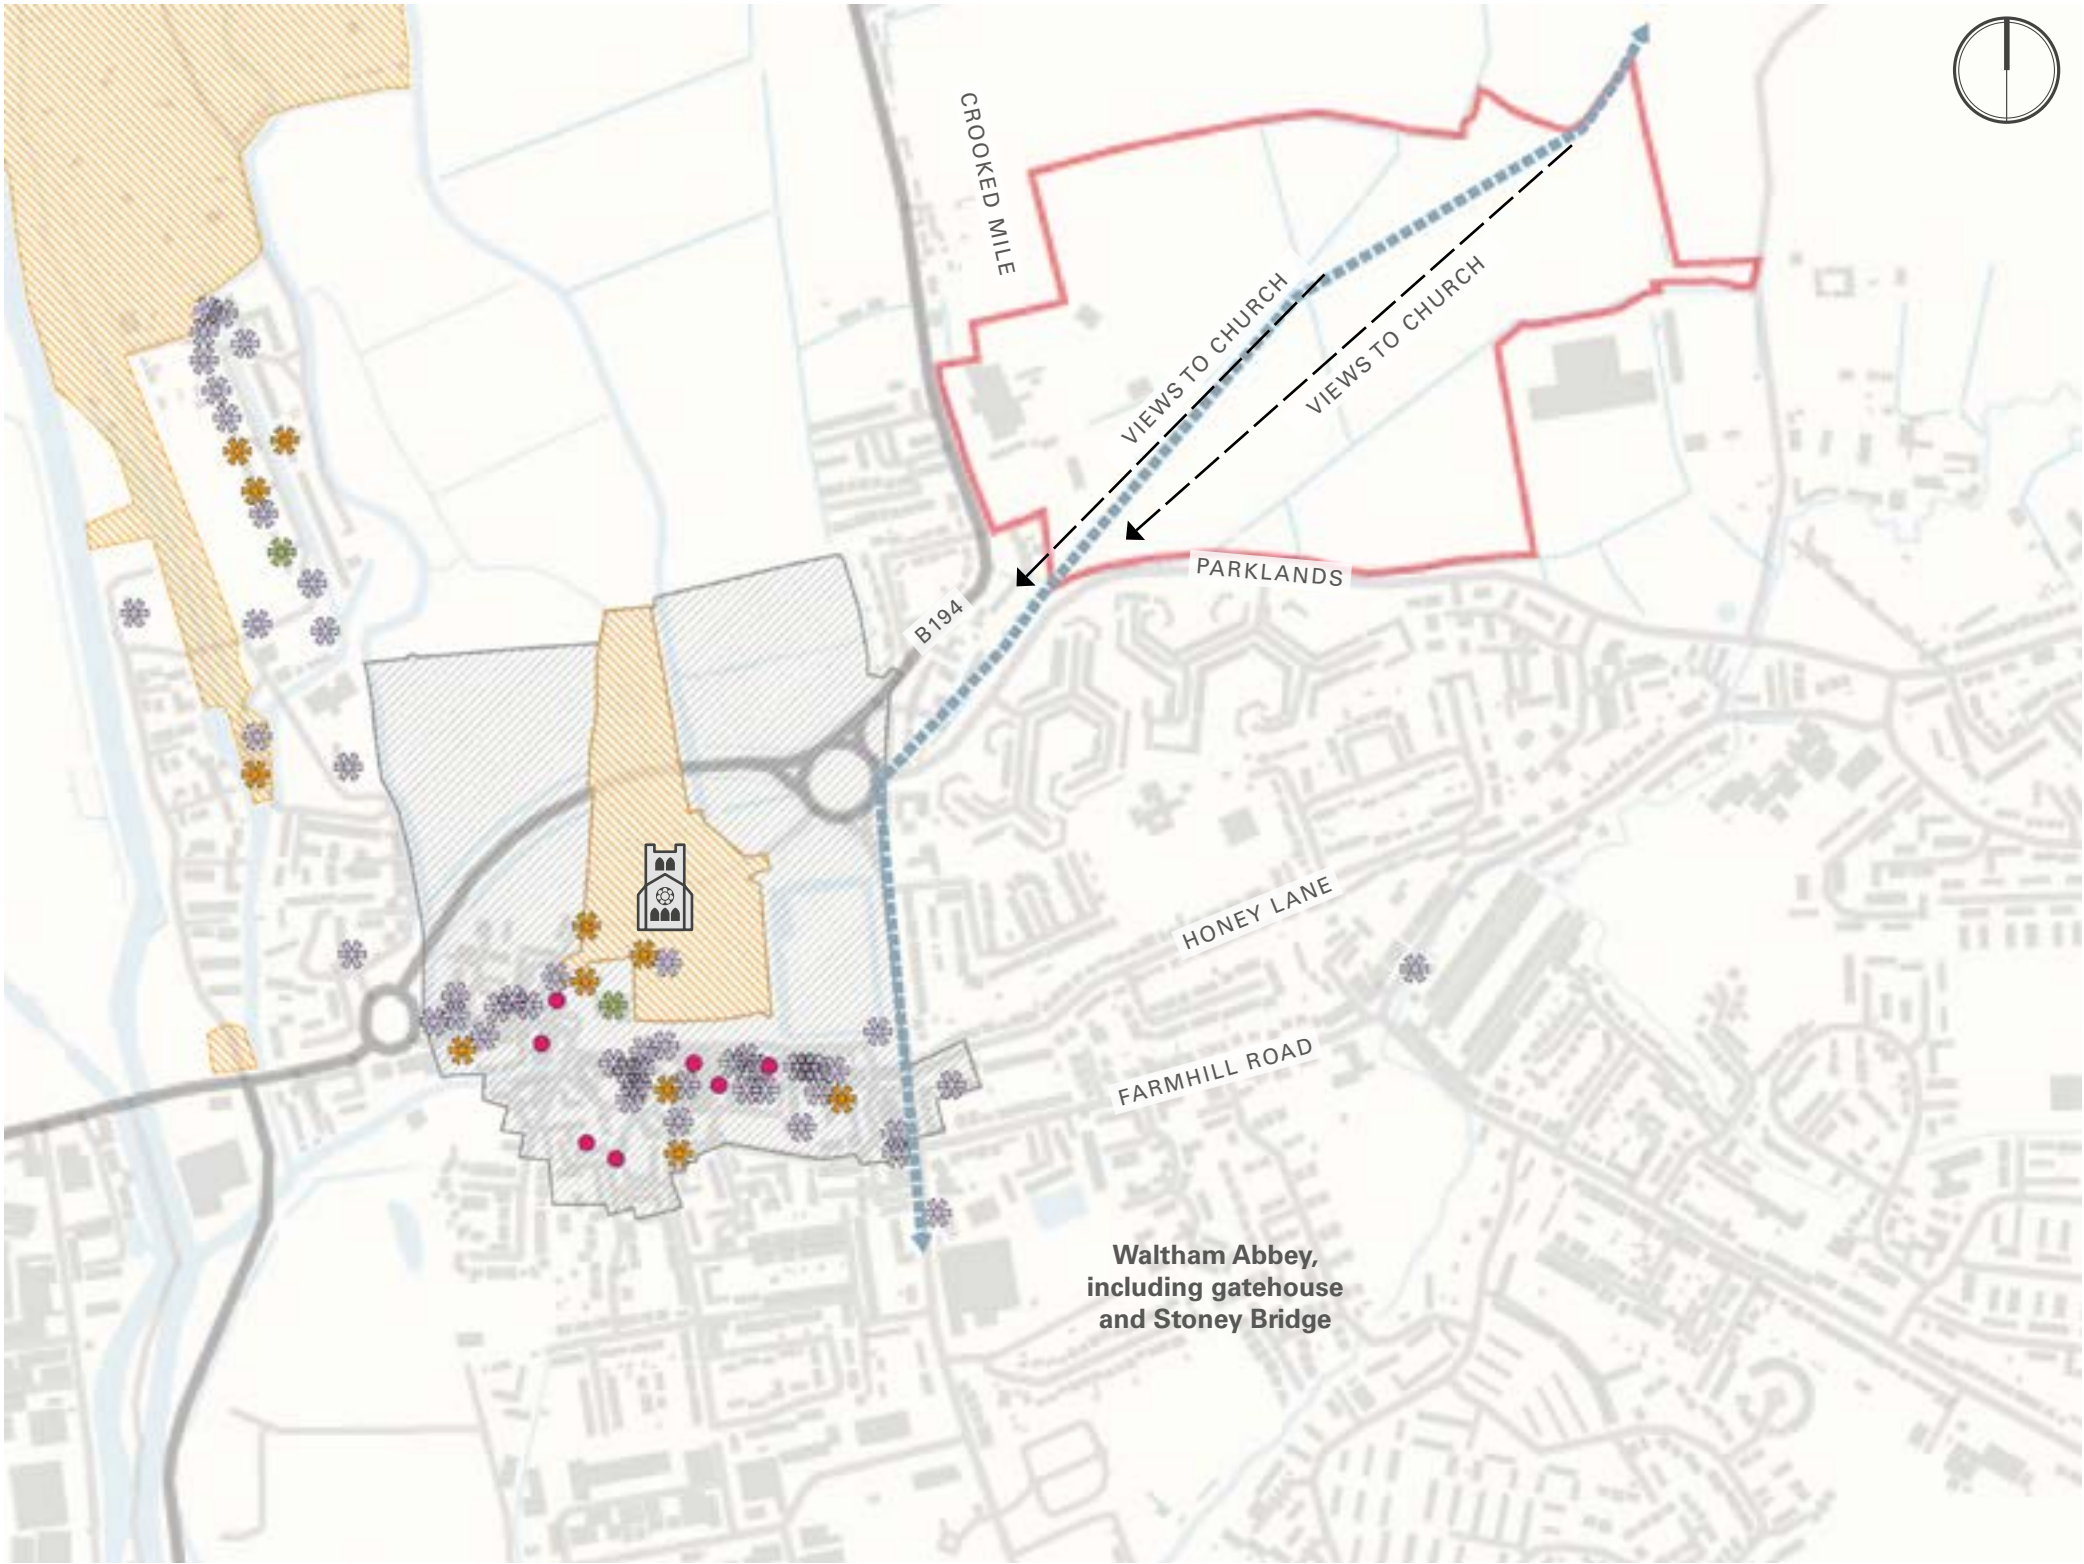 CROOKED MILE
VIEWS TO CHURCH
VIEWS TO CHURCH
PARKLANDS
B194
HONEY LANE
FARMHILL ROAD
Waltham Abbey,
including gatehouse
and Stoney Bridge